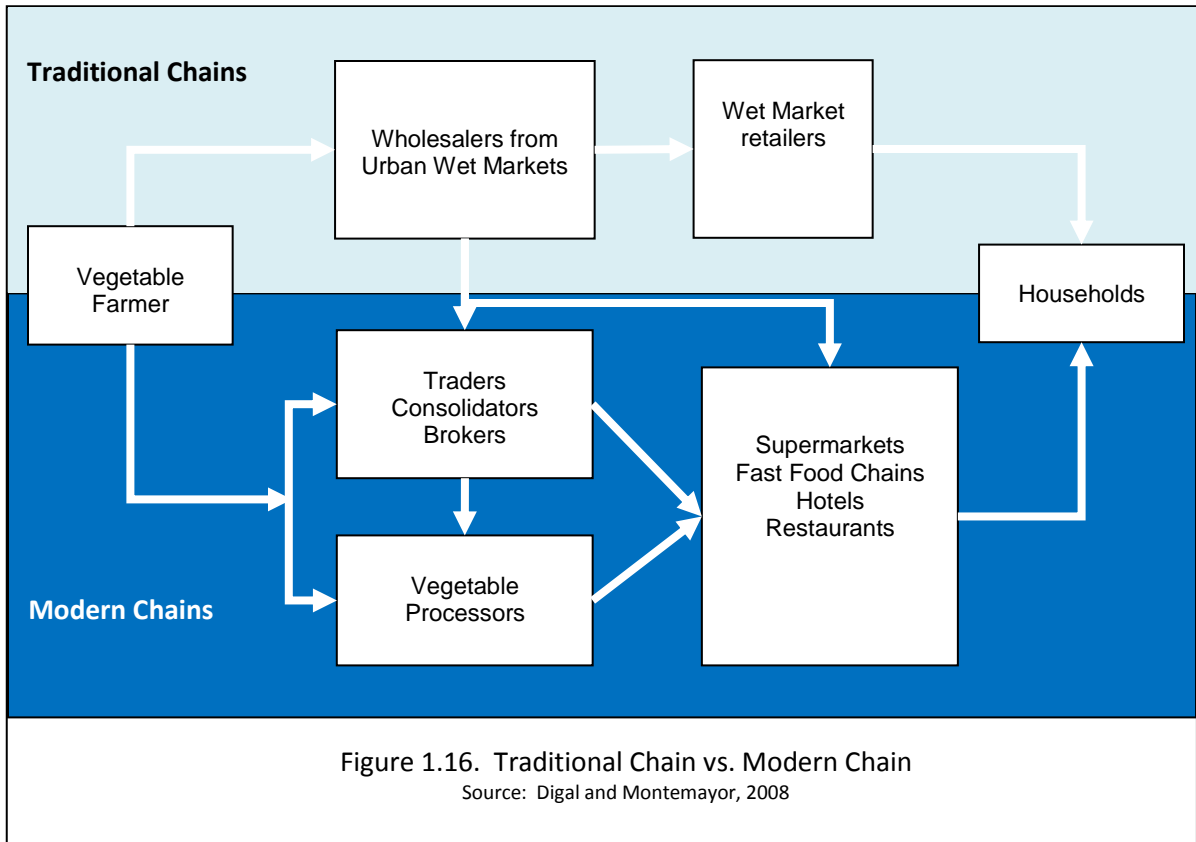 Traditional Chains
Wholesalers from
Urban Wet Markets
Wet Market
retailers
Vegetable
Farmer
Households
Traders
Consolidators
Brokers
Supermarkets
Fast Food Chains
Hotels
Restaurants
Vegetable
Processors
Modern Chains
Figure 1.16. Traditional Chain vs. Modern Chain
Source: Digal and Montemayor, 2008